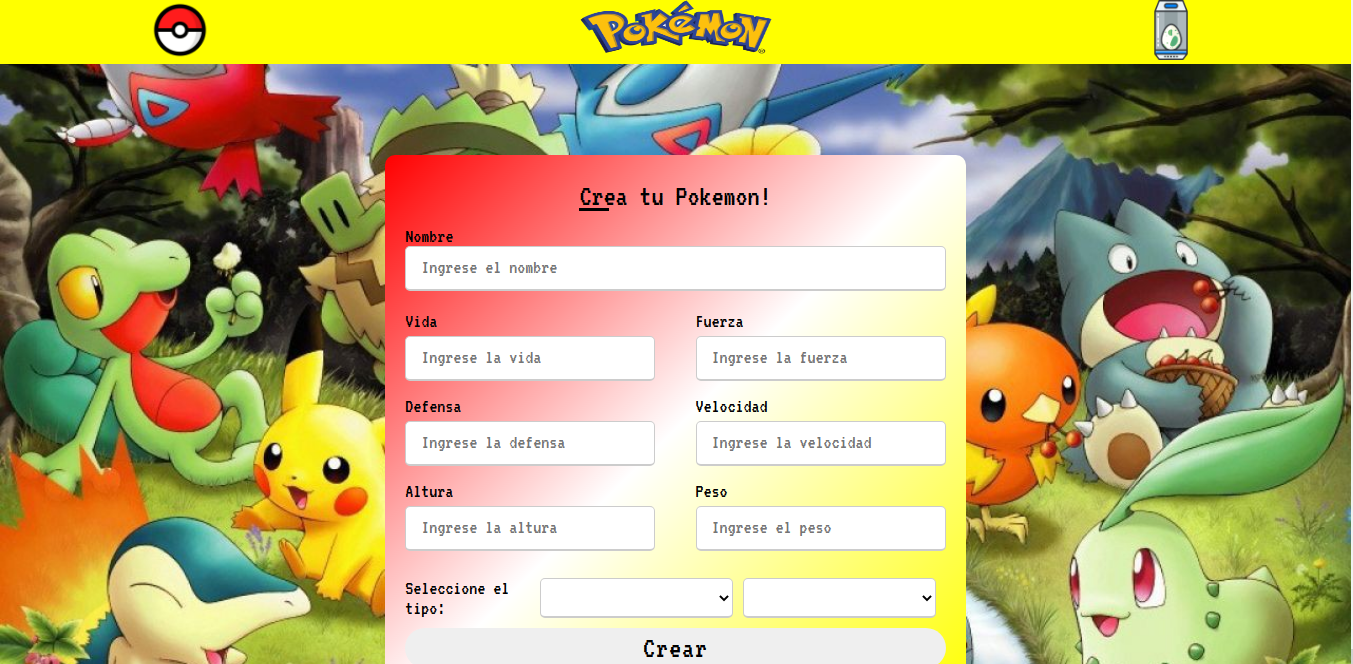 POKéMON
Crea tu Pokemon!
Nombre
Ingrese el nombre
Vida
Fuerza
Ingrese la vida
Ingrese la fuerza
Defensa
Velocidad
Ingrese la defensa
Ingrese la velocidad
Altura
Peso
Ingrese la altura
Ingrese el peso
Seleccione el
tipo:
Crear